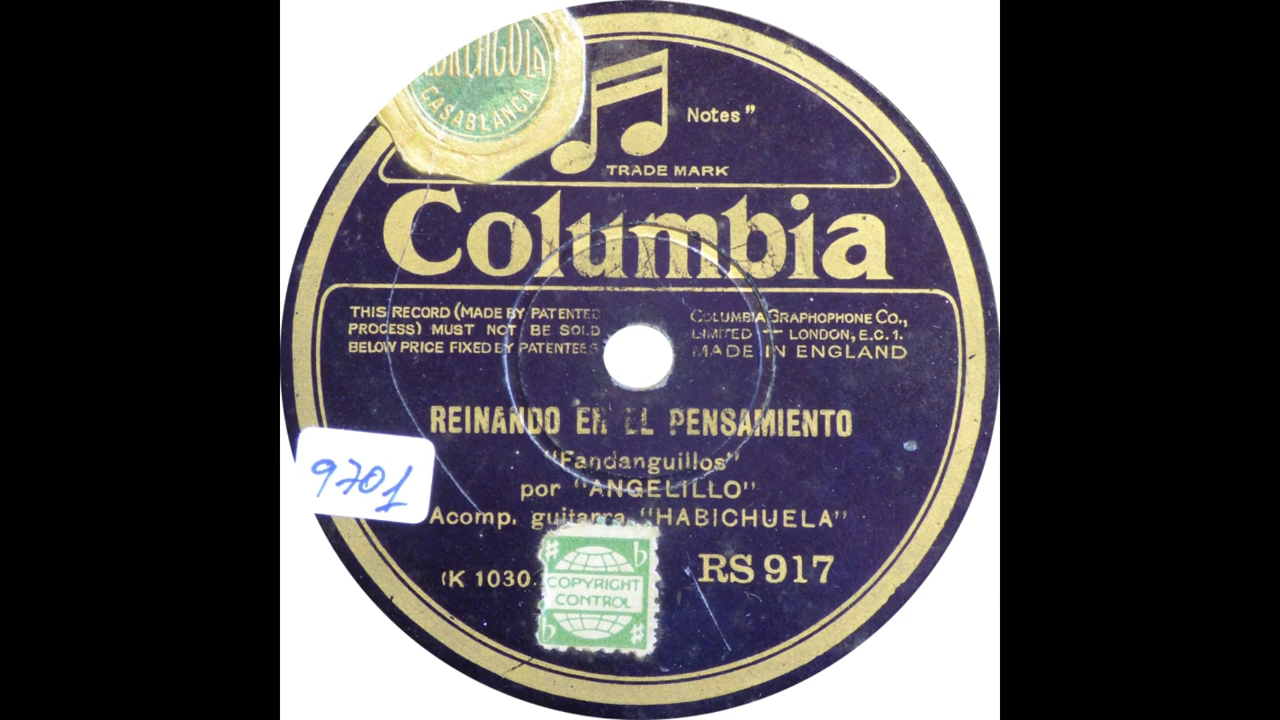 CASABLANCA
Notes”
TRADE MARK
Columbia
THIS RECORD (MADE BY PATENTED
PROCESS) MUST NOT BE SOLD
BELOW PRICE FIXED BY PATENTEES
COLUMBIA GRAPHOPHONE CO.,
LIMITED — LONDON, E.C. 1.
MADE IN ENGLAND
REINANDO EN EL PENSAMIENTO
"Fandanguillos"
por "ANGELILLO"
Acomp. guitarra "HABICHUELA"
9701
(K 1030.
RS 917
COPYRIGHT
CONTROL